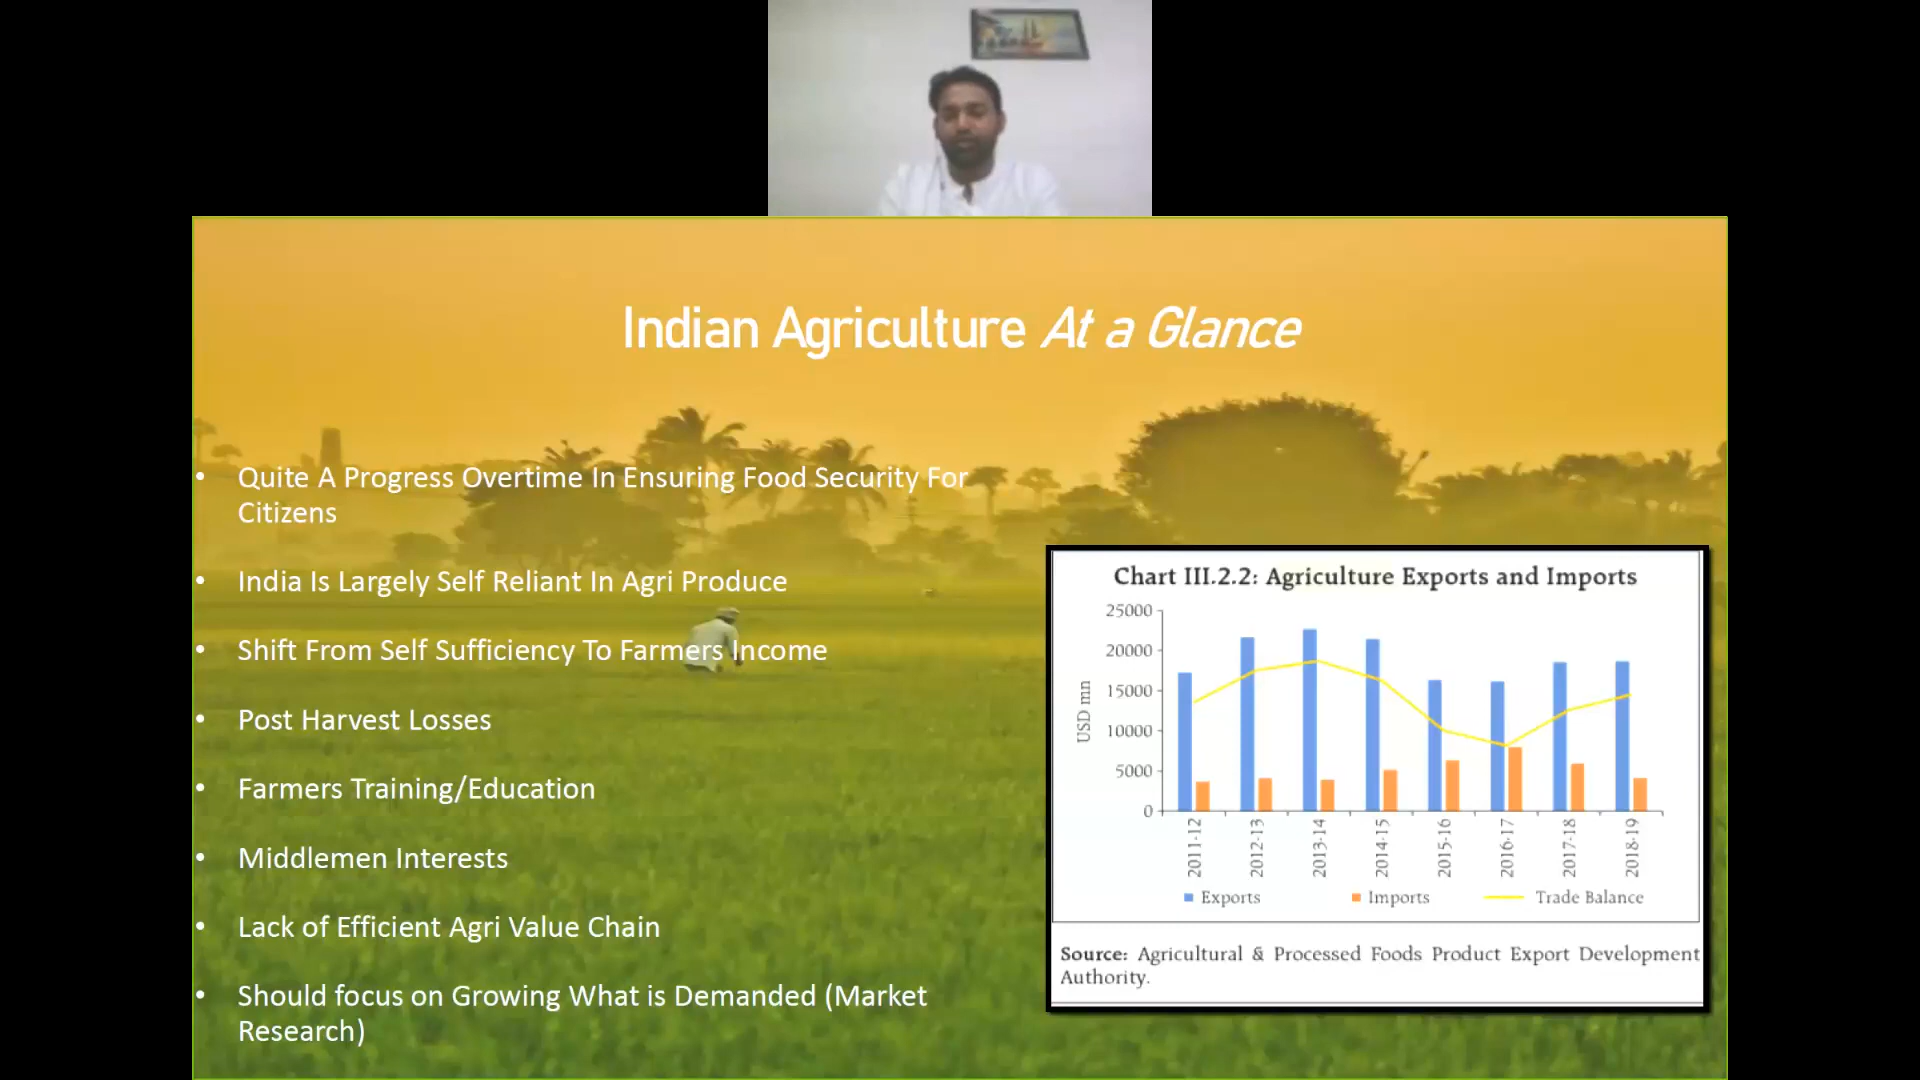 Indian Agriculture At a Glance
• Quite A Progress Overtime In Ensuring Food Security For
Citizens
• India Is Largely Self Reliant In Agri Produce
• Shift From Self Sufficiency To Farmers Income
• Post Harvest Losses
• Farmers Training/Education
• Middlemen Interests
• Lack of Efficient Agri Value Chain
• Should focus on Growing What is Demanded (Market
Research)
Chart III.2.2: Agriculture Exports and Imports
USD mn
25000
20000
15000
10000
5000
0
2011-12
2012-13
2013-14
2014-15
2015-16
2016-17
2017-18
2018-19
Exports
Imports
Trade Balance
Source: Agricultural & Processed Foods Product Export Development
Authority.